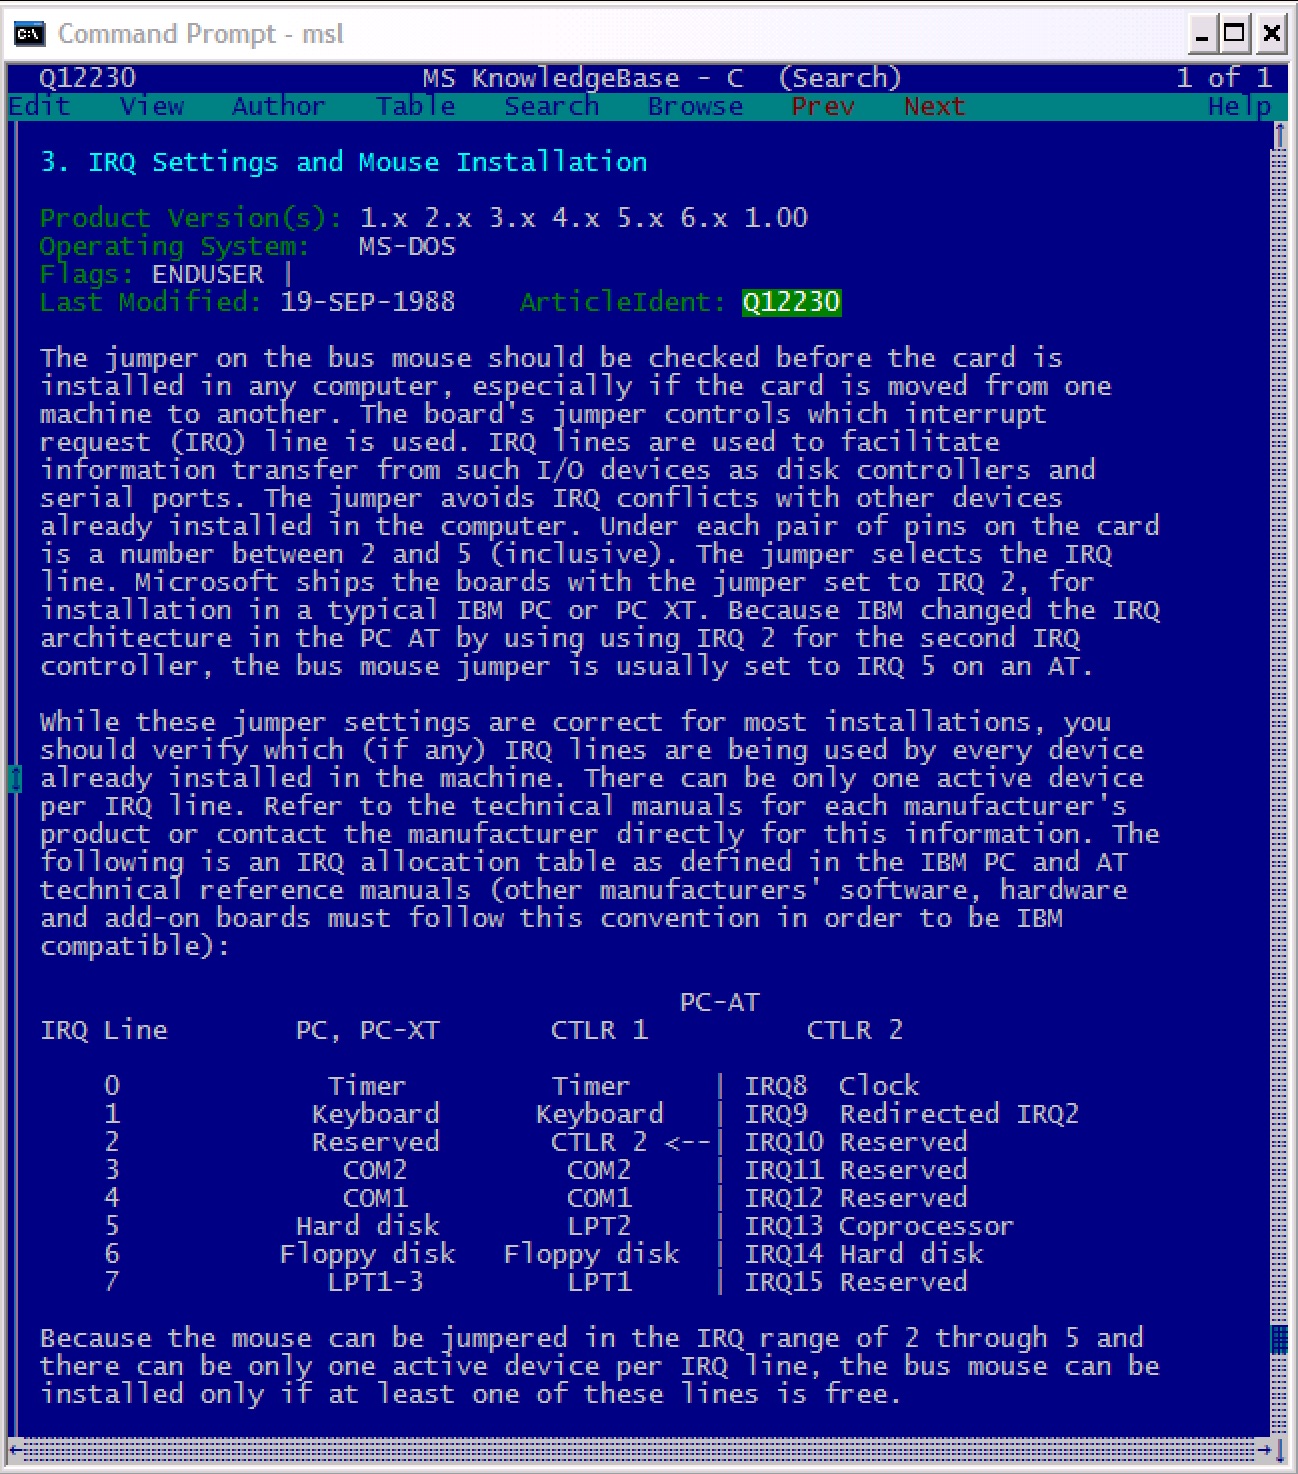 Command Prompt - msl
Q12230 MS KnowledgeBase - C (Search) 1 of 1
Edit View Author Table Search Browse Prev Next Help
3. IRQ Settings and Mouse Installation
Product Version(s): 1.x 2.x 3.x 4.x 5.x 6.x 1.00
Operating System: MS-DOS
Flags: ENDUSER |
Last Modified: 19-SEP-1988 ArticleIdent: Q12230
The jumper on the bus mouse should be checked before the card is
installed in any computer, especially if the card is moved from one
machine to another. The board's jumper controls which interrupt
request (IRQ) line is used. IRQ lines are used to facilitate
information transfer from such I/O devices as disk controllers and
serial ports. The jumper avoids IRQ conflicts with other devices
already installed in the computer. Under each pair of pins on the card
is a number between 2 and 5 (inclusive). The jumper selects the IRQ
line. Microsoft ships the boards with the jumper set to IRQ 2, for
installation in a typical IBM PC or PC XT. Because IBM changed the IRQ
architecture in the PC AT by using using IRQ 2 for the second IRQ
controller, the bus mouse jumper is usually set to IRQ 5 on an AT.
While these jumper settings are correct for most installations, you
should verify which (if any) IRQ lines are being used by every device
already installed in the machine. There can be only one active device
per IRQ line. Refer to the technical manuals for each manufacturer's
product or contact the manufacturer directly for this information. The
following is an IRQ allocation table as defined in the IBM PC and AT
technical reference manuals (other manufacturers' software, hardware
and add-on boards must follow this convention in order to be IBM
compatible):
PC-AT
IRQ Line PC, PC-XT CTLR 1 CTLR 2
0 Timer Timer | IRQ8 Clock
1 Keyboard Keyboard | IRQ9 Redirected IRQ2
2 Reserved CTLR 2 <--| IRQ10 Reserved
3 COM2 COM2 | IRQ11 Reserved
4 COM1 COM1 | IRQ12 Reserved
5 Hard disk LPT2 | IRQ13 Coprocessor
6 Floppy disk Floppy disk | IRQ14 Hard disk
7 LPT1-3 LPT1 | IRQ15 Reserved
Because the mouse can be jumpered in the IRQ range of 2 through 5 and
there can be only one active device per IRQ line, the bus mouse can be
installed only if at least one of these lines is free.